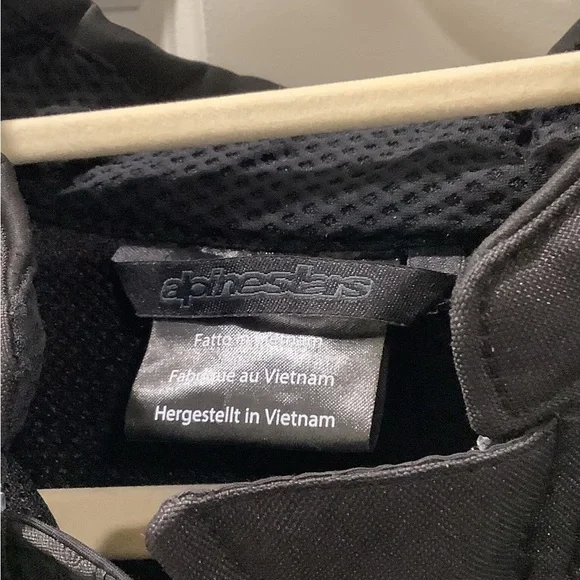 alpinestars
Fatto in Vietnam
Fabriqué au Vietnam
Hergestellt in Vietnam